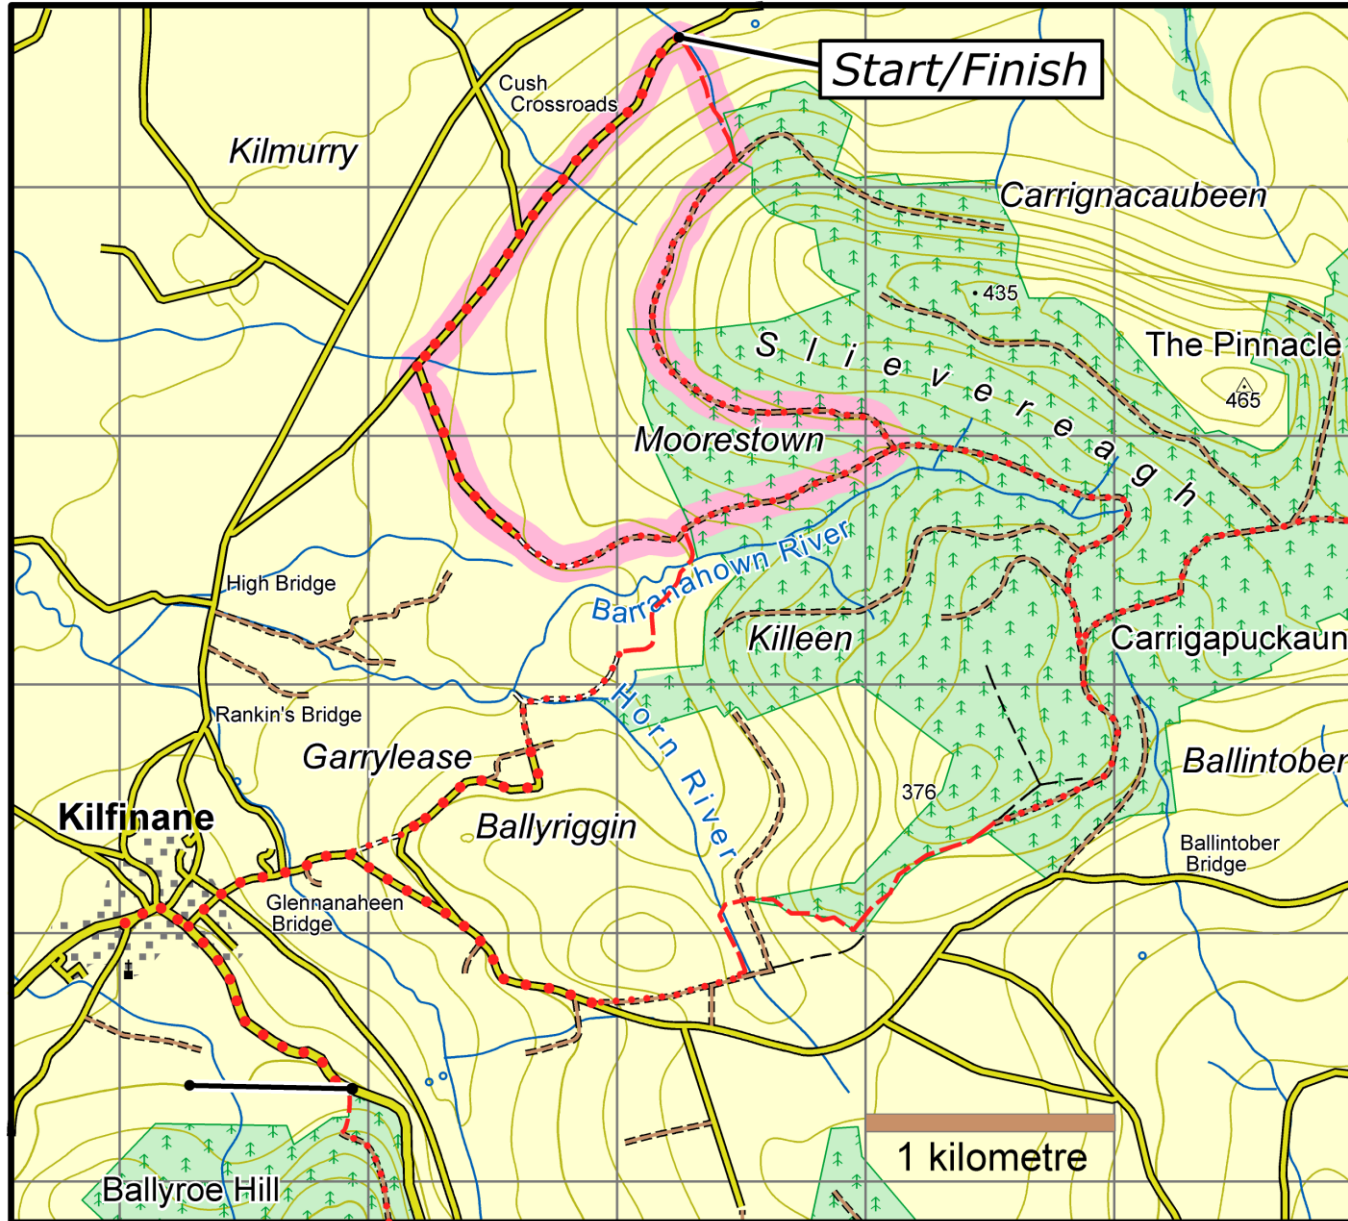 Start/Finish
Cush
Crossroads
Kilmurry
Carrignacaubeen
435
The Pinnacle
465
Slievereagh
Moorestown
High Bridge
Barranahown River
Killeen
Carrigapuckaun
Rankin's Bridge
Horn River
Garrylease
Ballintober
376
Kilfinane
Ballyriggin
Ballintober
Bridge
Glennanaheen
Bridge
1 kilometre
Ballyroe Hill